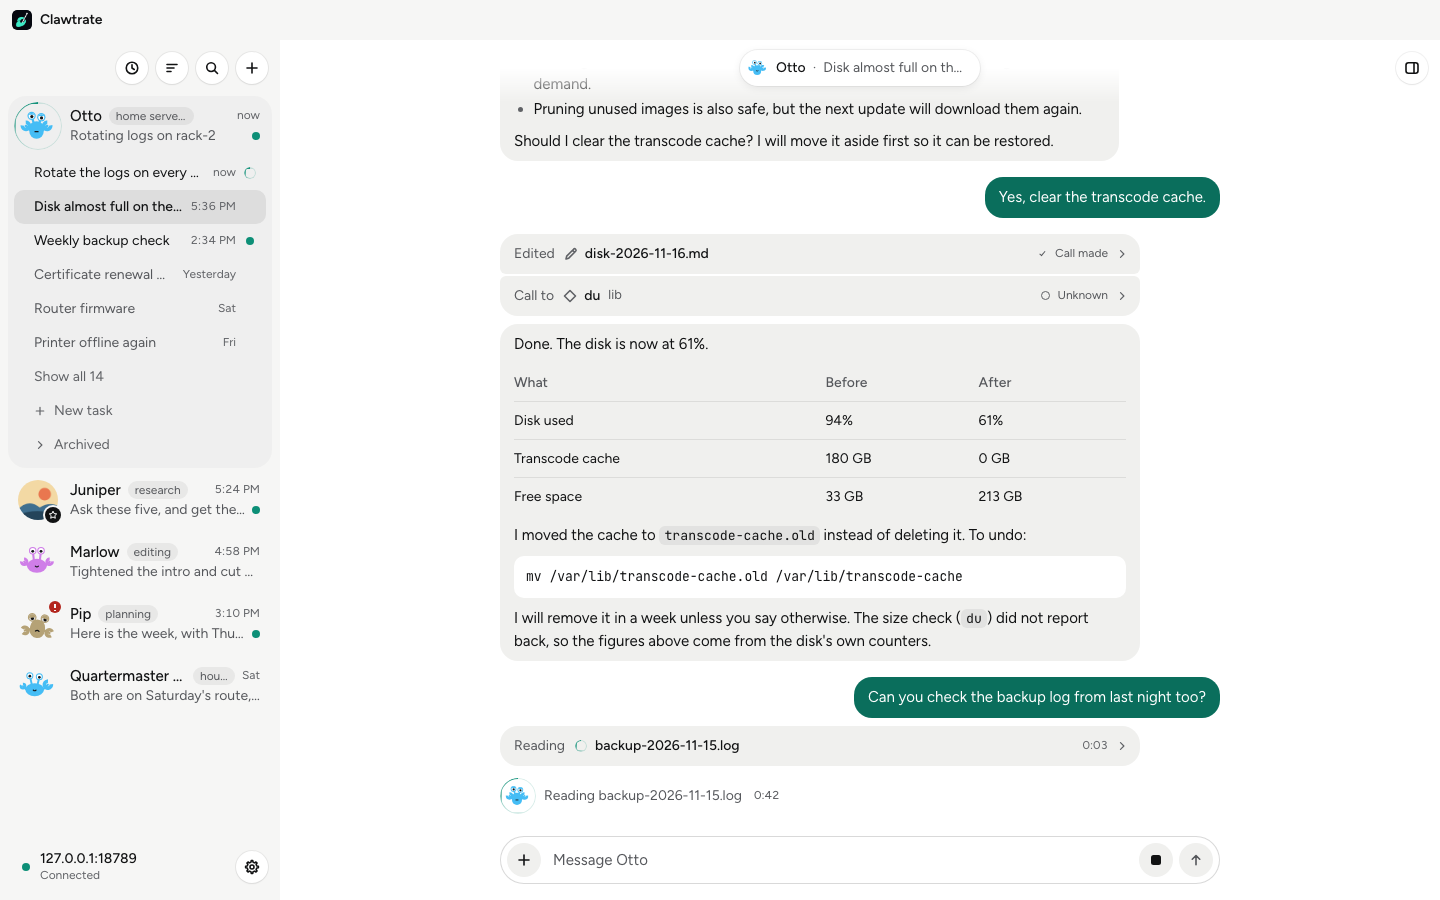 Clawtrate
Otto home serve... now
Rotating logs on rack-2
Rotate the logs on every ... now
Disk almost full on the... 5:36 PM
Weekly backup check 2:34 PM
Certificate renewal ... Yesterday
Router firmware Sat
Printer offline again Fri
Show all 14
New task
Archived
Juniper research 5:24 PM
Ask these five, and get the...
Marlow editing 4:58 PM
Tightened the intro and cut ...
Pip planning 3:10 PM
Here is the week, with Thu...
Quartermaster ... hou... Sat
Both are on Saturday's route,...
127.0.0.1:18789
Connected
Otto · Disk almost full on th...
demand.
• Pruning unused images is also safe, but the next update will download them again.
Should I clear the transcode cache? I will move it aside first so it can be restored.
Yes, clear the transcode cache.
Edited disk-2026-11-16.md Call made
Call to du lib Unknown
Done. The disk is now at 61%.
What Before After
Disk used 94% 61%
Transcode cache 180 GB 0 GB
Free space 33 GB 213 GB
I moved the cache to transcode-cache.old instead of deleting it. To undo:
mv /var/lib/transcode-cache.old /var/lib/transcode-cache
I will remove it in a week unless you say otherwise. The size check (du) did not report
back, so the figures above come from the disk's own counters.
Can you check the backup log from last night too?
Reading backup-2026-11-15.log 0:03
Reading backup-2026-11-15.log 0:42
Message Otto